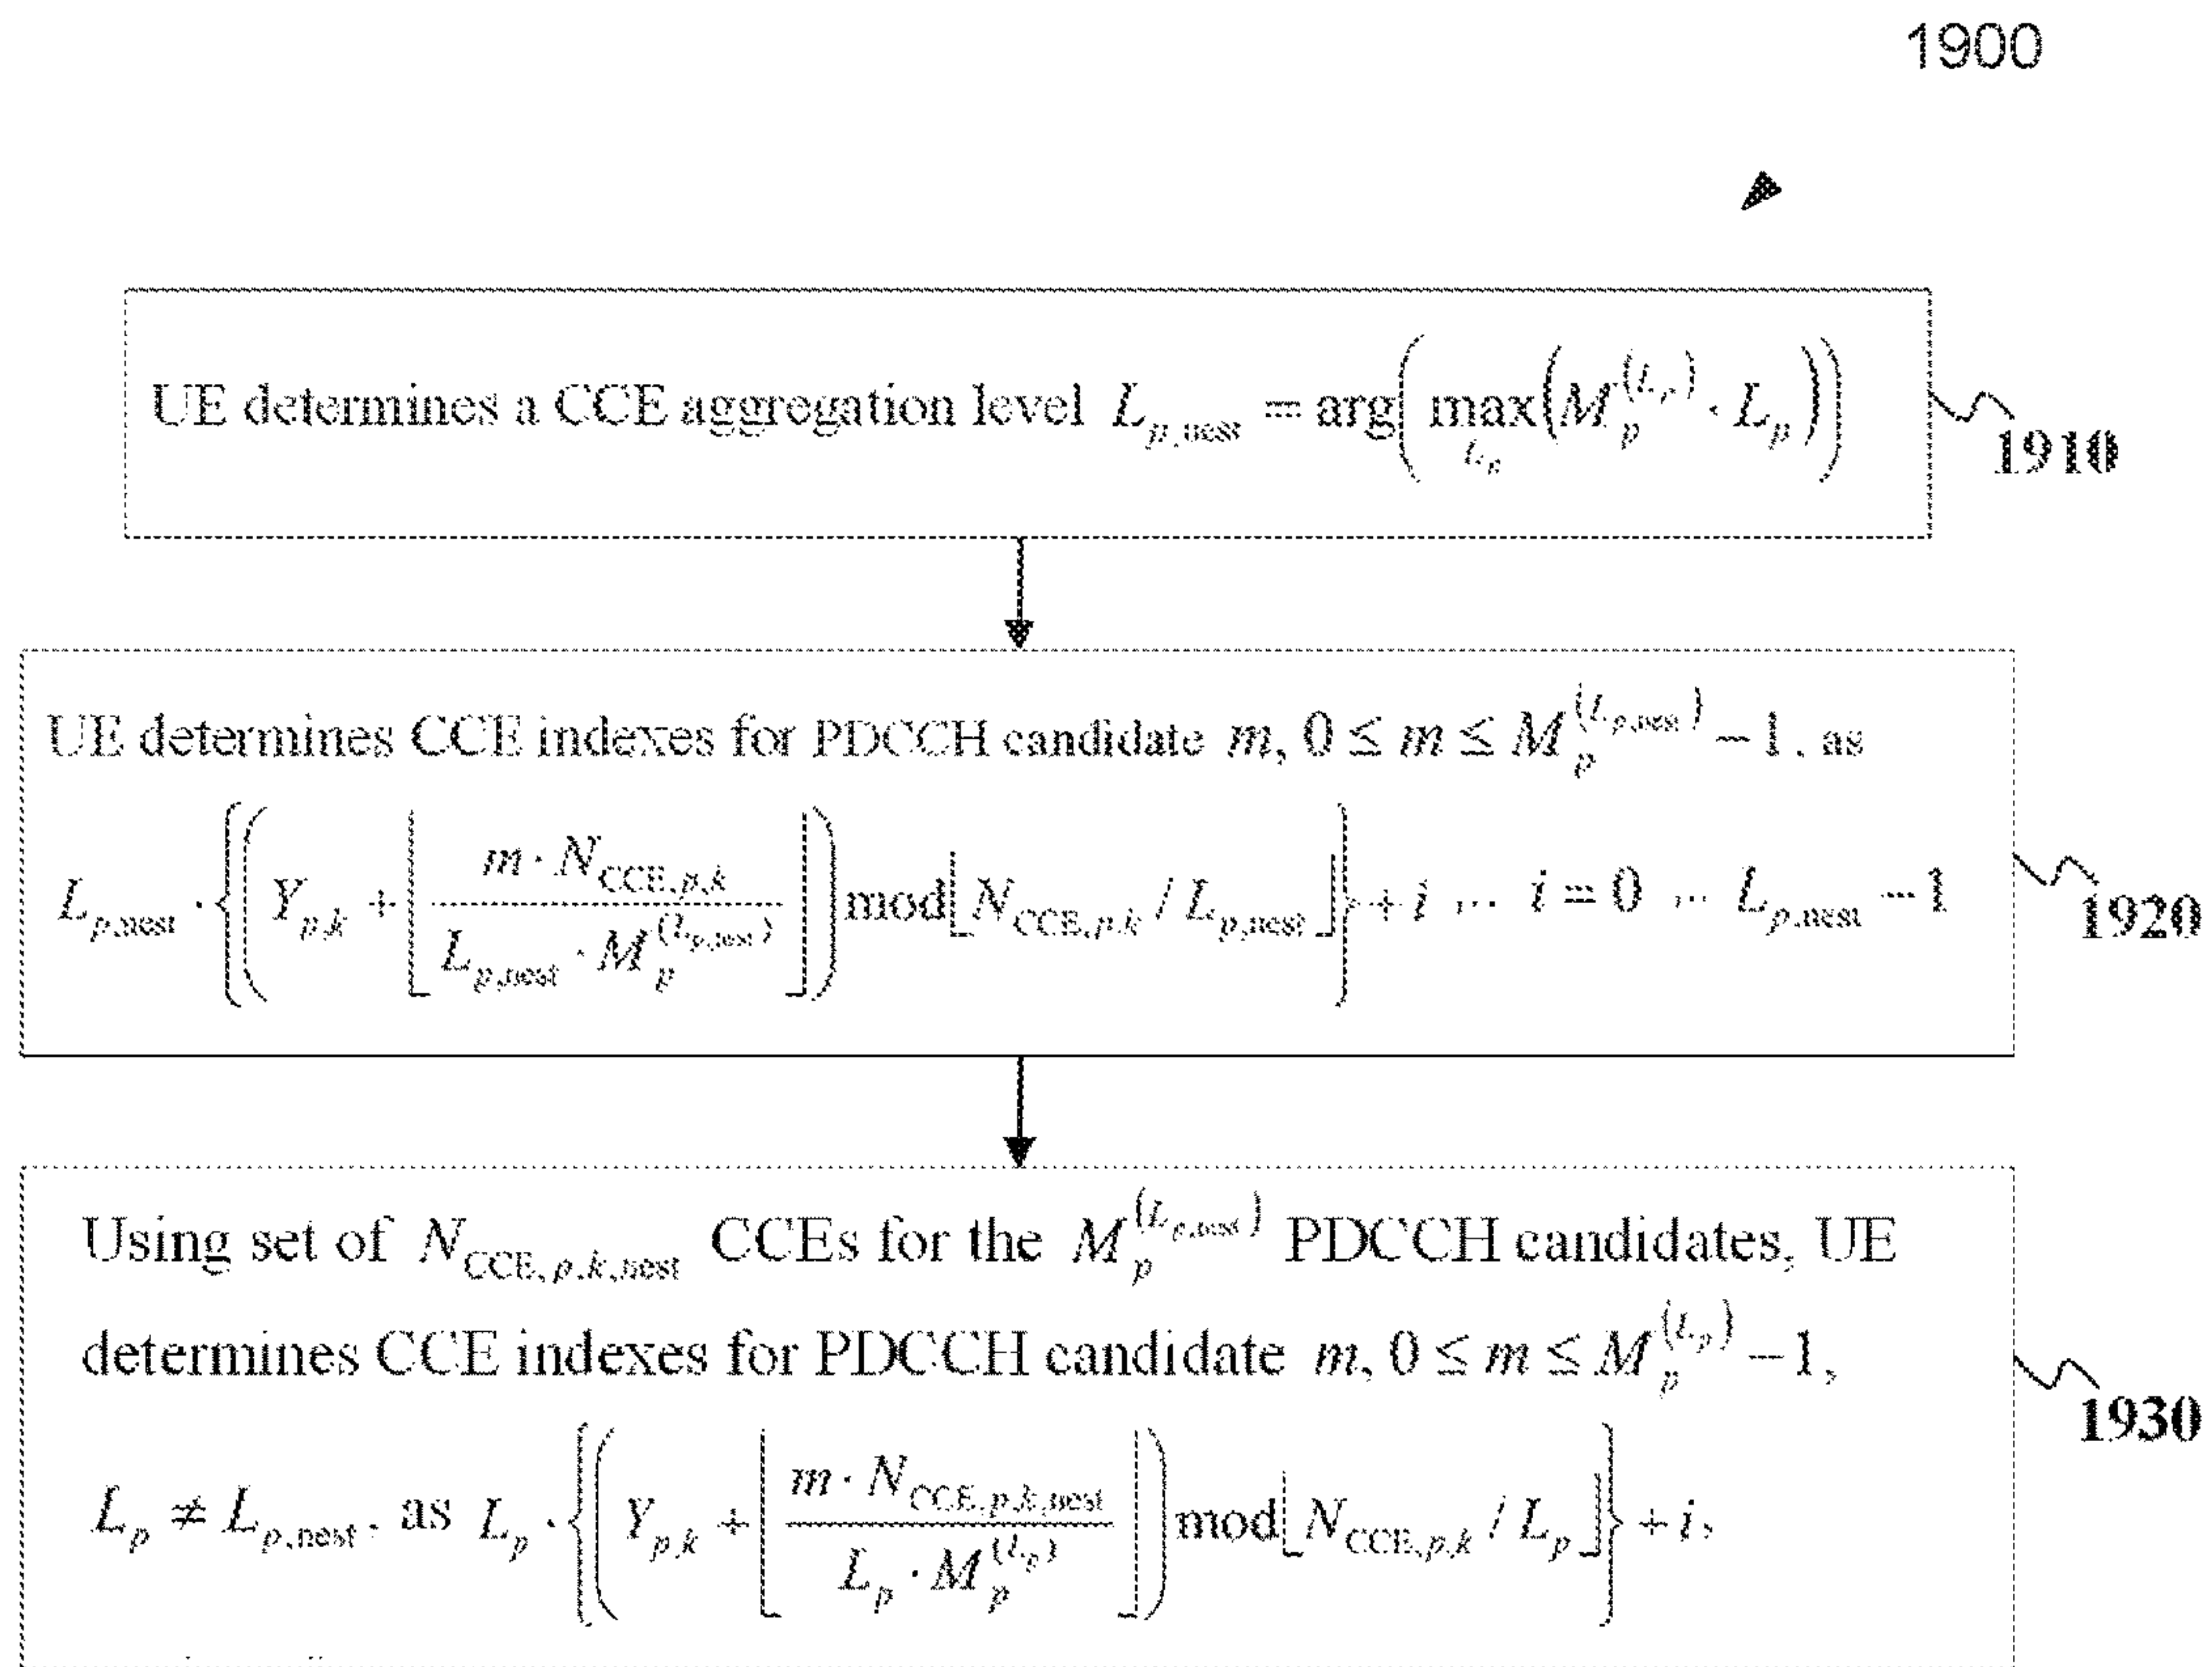 1900
UE determines a CCE aggregation level L_{p,nest} = arg( max_{L_p} ( M_p^{(L_p)} · L_p ) )
1910
UE determines CCE indexes for PDCCH candidate m, 0 ≤ m ≤ M_p^{(L_{p,nest})} − 1, as
L_{p,nest} · { ( Y_{p,k} + ⌊ m · N_{CCE,p,k} / L_{p,nest} · M_p^{(L_{p,nest})} ⌋ ) mod ⌊ N_{CCE,p,k} / L_{p,nest} ⌋ } + i ,.. i = 0 ... L_{p,nest} − 1
1920
Using set of N_{CCE,p,k,nest} CCEs for the M_p^{(L_{p,nest})} PDCCH candidates, UE
determines CCE indexes for PDCCH candidate m, 0 ≤ m ≤ M_p^{(L_p)} − 1,
L_p ≠ L_{p,nest}, as L_p · { ( Y_{p,k} + ⌊ m · N_{CCE,p,k,nest} / L_p · M_p^{(L_p)} ⌋ ) mod ⌊ N_{CCE,p,k} / L_p ⌋ } + i,
1930